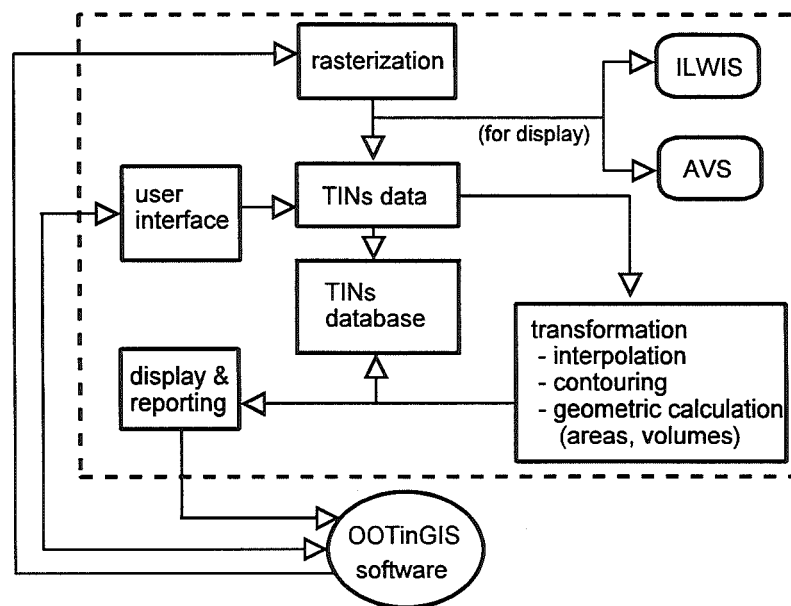 rasterization
ILWIS
(for display)
AVS
user
interface
TINs data
TINs
database
transformation
- interpolation
- contouring
- geometric calculation
(areas, volumes)
display &
reporting
OOTinGIS
software